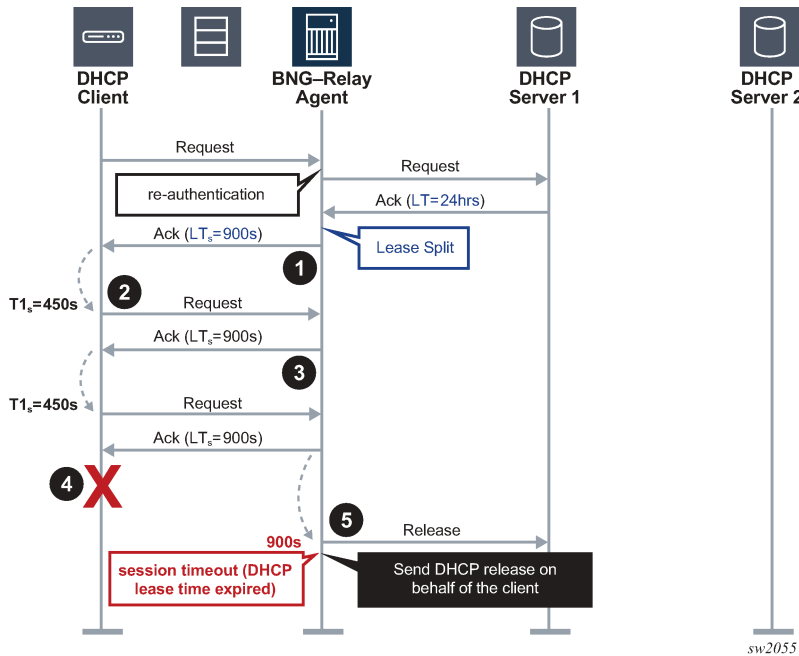 DHCP
Client
BNG–Relay
Agent
DHCP
Server 1
DHCP
Server 2
Request
Request
re-authentication
Ack (LT=24hrs)
Ack (LTs=900s)
Lease Split
1
2
T1s=450s
Request
Ack (LTs=900s)
3
T1s=450s
Request
Ack (LTs=900s)
4
5
Release
900s
session timeout (DHCP
lease time expired)
Send DHCP release on
behalf of the client
sw2055